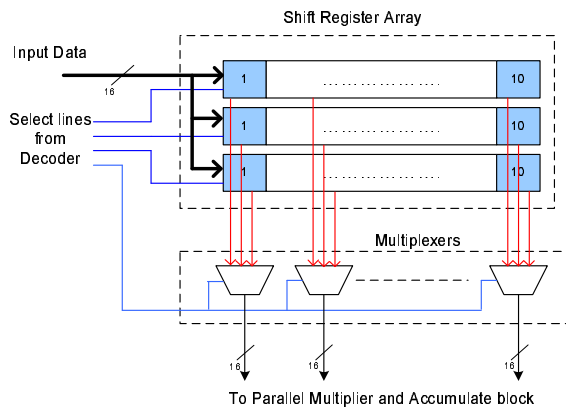 Shift Register Array
Input Data
16
1 ..................... 10
Select lines
from
Decoder
1 ..................... 10
1 ..................... 10
Multiplexers
16 16 16
To Parallel Multiplier and Accumulate block